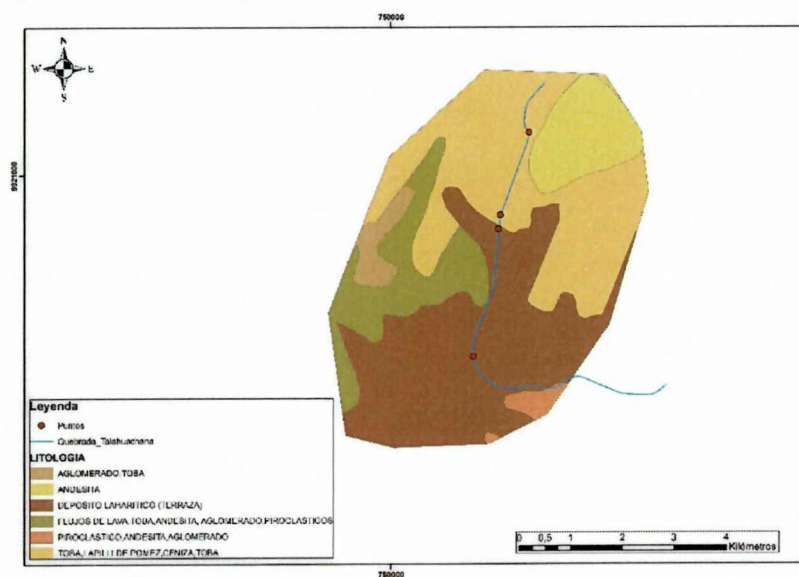 750000
N
W E
S
9921000
Leyenda
Puntos
Quebrada_Talahuachana
LITOLOGIA
AGLOMERADO,TOBA
ANDESITA
DEPOSITO LAHARITICO (TERRAZA)
FLUJOS DE LAVA,TOBA,ANDESITA, AGLOMERADO,PIROCLASTICOS
PIROCLASTICO,ANDESITA,AGLOMERADO
TOBA,LAPILLI DE POMEZ,CENIZA,TOBA
0 0,5 1 2 3 4
Kilómetros
750000